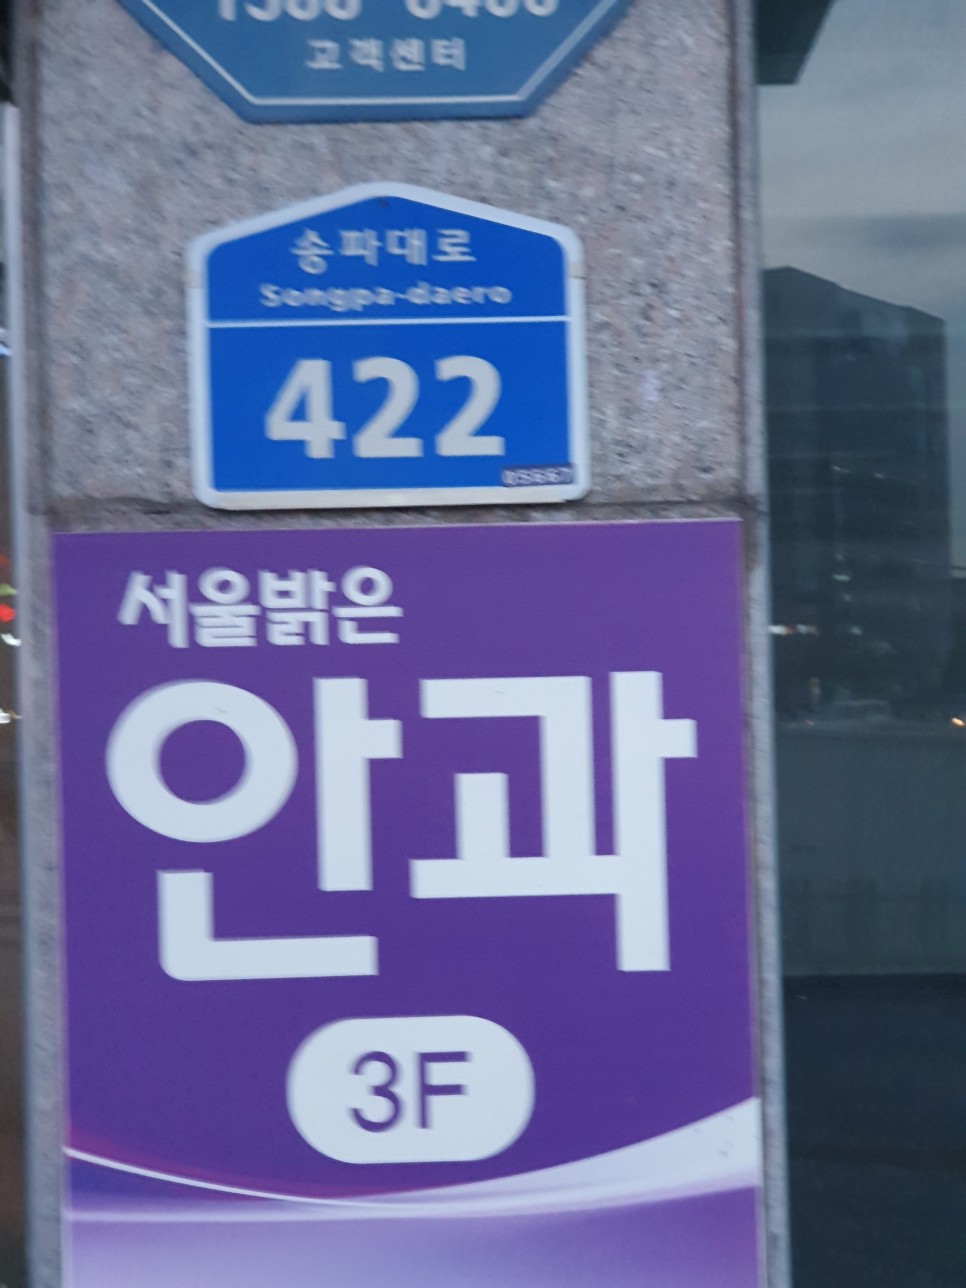 고객센터
송파대로
Songpa-daero
422
서울밝은
안과
3F